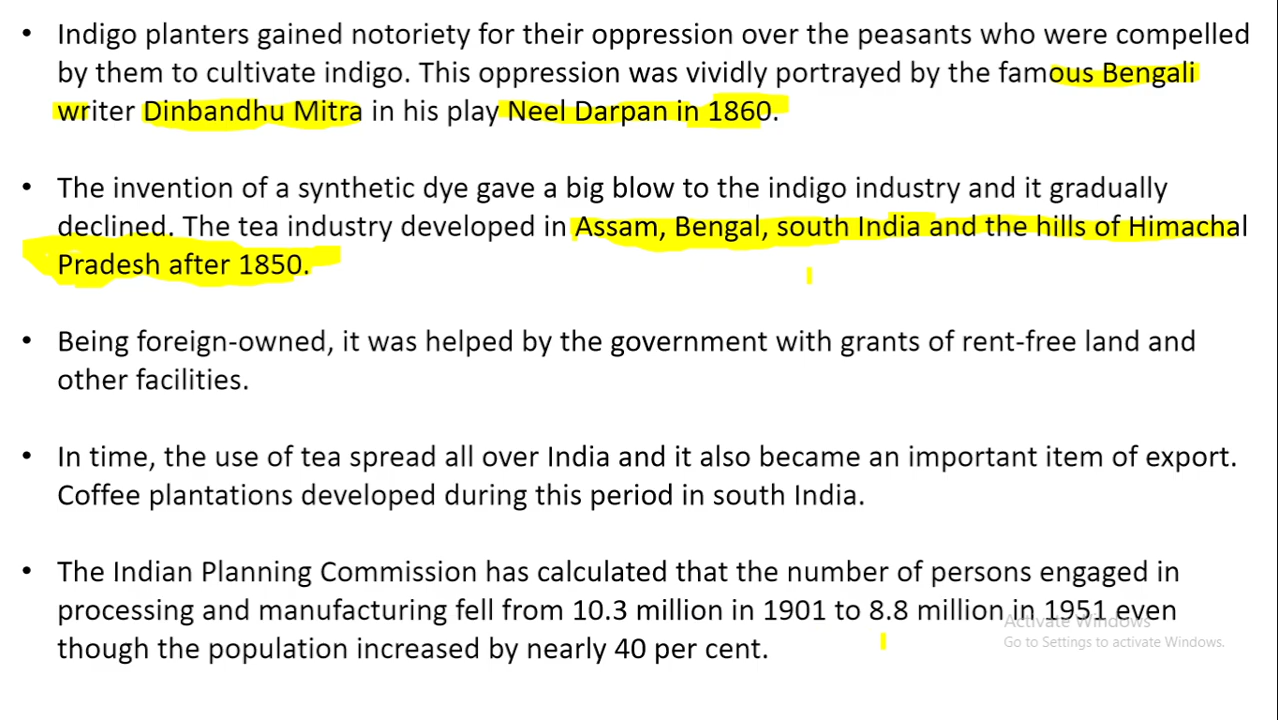 • Indigo planters gained notoriety for their oppression over the peasants who were compelled
by them to cultivate indigo. This oppression was vividly portrayed by the famous Bengali
writer Dinbandhu Mitra in his play Neel Darpan in 1860.
• The invention of a synthetic dye gave a big blow to the indigo industry and it gradually
declined. The tea industry developed in Assam, Bengal, south India and the hills of Himachal
Pradesh after 1850.
• Being foreign-owned, it was helped by the government with grants of rent-free land and
other facilities.
• In time, the use of tea spread all over India and it also became an important item of export.
Coffee plantations developed during this period in south India.
• The Indian Planning Commission has calculated that the number of persons engaged in
processing and manufacturing fell from 10.3 million in 1901 to 8.8 million in 1951 even
though the population increased by nearly 40 per cent.
Activate Windows
Go to Settings to activate Windows.